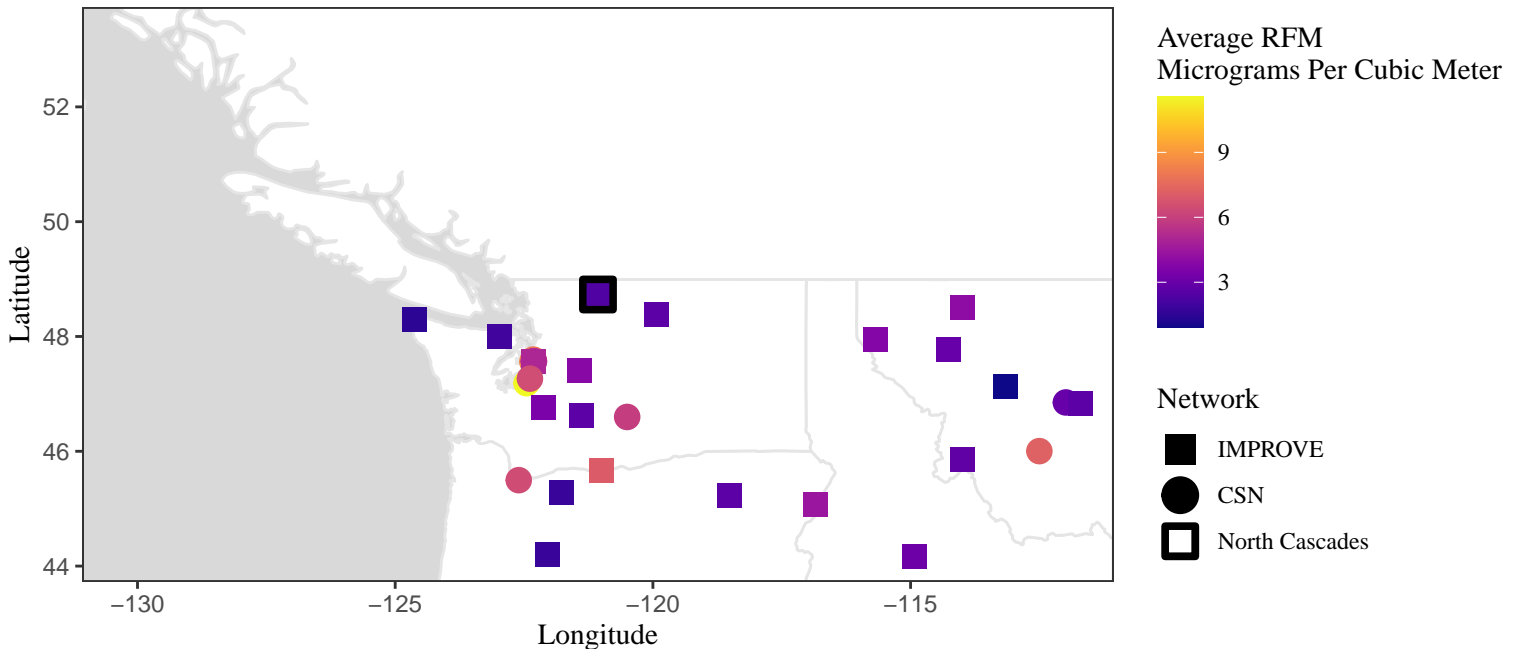 52
50
48
46
44
Latitude
−130
−125
−120
−115
Longitude
Average RFM
Micrograms Per Cubic Meter
9
6
3
Network
IMPROVE
CSN
North Cascades